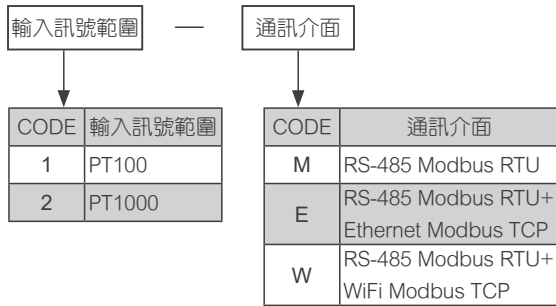 輸入訊號範圍 — 通訊介面
CODE 輸入訊號範圍
1 PT100
2 PT1000
CODE 通訊介面
M RS-485 Modbus RTU
E RS-485 Modbus RTU+
Ethernet Modbus TCP
W RS-485 Modbus RTU+
WiFi Modbus TCP